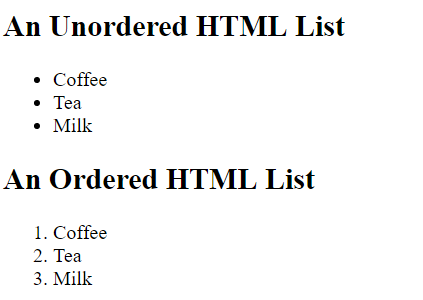 An Unordered HTML List
• Coffee
• Tea
• Milk
An Ordered HTML List
1. Coffee
2. Tea
3. Milk